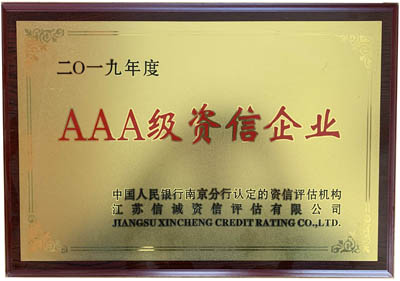 二〇一九年度
AAA级资信企业
中国人民银行南京分行认定的资信评估机构
江苏信诚资信评估有限公司
JIANGSU XINCHENG CREDIT RATING CO.,LTD.